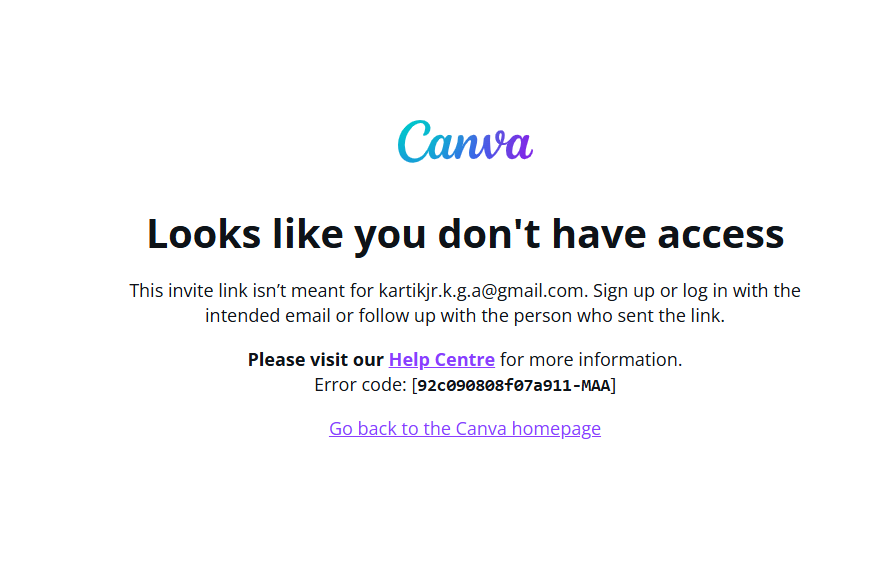 Canva
Looks like you don't have access
This invite link isn’t meant for kartikjr.k.g.a@gmail.com. Sign up or log in with the
intended email or follow up with the person who sent the link.
Please visit our Help Centre for more information.
Error code: [92c090808f07a911-MAA]
Go back to the Canva homepage